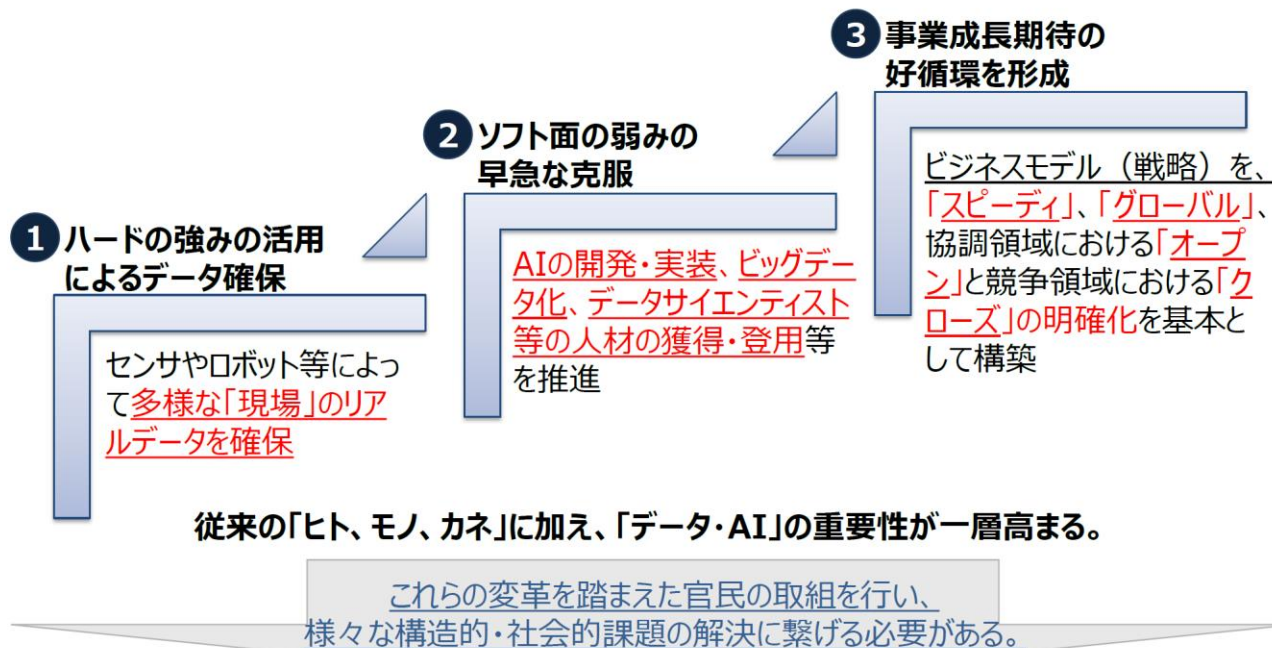 1 ハードの強みの活用
によるデータ確保
センサやロボット等によっ
て多様な「現場」のリア
ルデータを確保
2 ソフト面の弱みの
早急な克服
AIの開発・実装、ビッグデー
タ化、データサイエンティスト
等の人材の獲得・登用等
を推進
3 事業成長期待の
好循環を形成
ビジネスモデル（戦略）を、
「スピーディ」、「グローバル」、
協調領域における「オープ
ン」と競争領域における「ク
ローズ」の明確化を基本と
して構築
従来の「ヒト、モノ、カネ」に加え、「データ・AI」の重要性が一層高まる。
これらの変革を踏まえた官民の取組を行い、
様々な構造的・社会的課題の解決に繋げる必要がある。